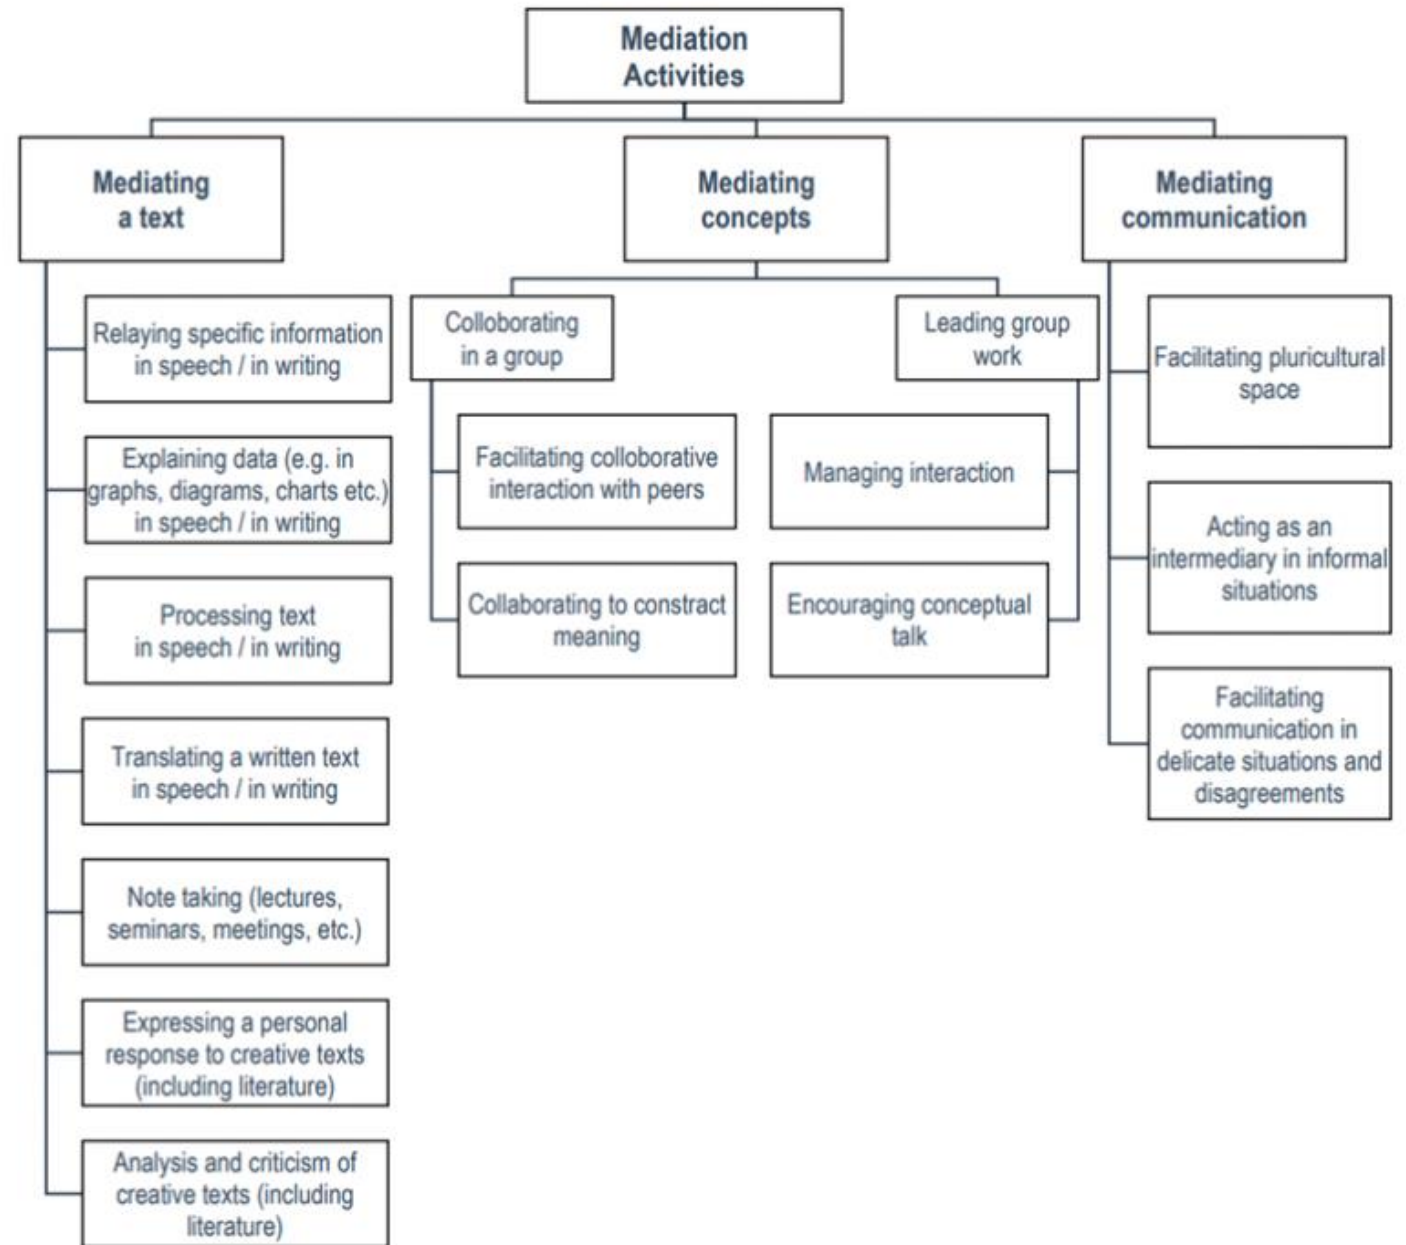 Mediation
Activities
Mediating
a text
Mediating
concepts
Mediating
communication
Relaying specific information
in speech / in writing
Explaining data (e.g. in
graphs, diagrams, charts etc.)
in speech / in writing
Processing text
in speech / in writing
Translating a written text
in speech / in writing
Note taking (lectures,
seminars, meetings, etc.)
Expressing a personal
response to creative texts
(including literature)
Analysis and criticism of
creative texts (including
literature)
Colloborating
in a group
Facilitating colloborative
interaction with peers
Collaborating to constract
meaning
Leading group
work
Managing interaction
Encouraging conceptual
talk
Facilitating pluricultural
space
Acting as an
intermediary in informal
situations
Facilitating
communication in
delicate situations and
disagreements